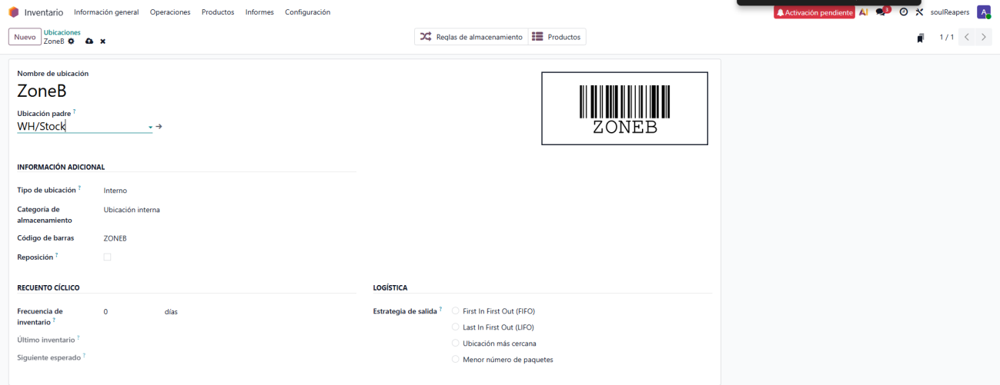 Inventario Información general Operaciones Productos Informes Configuración Activación pendiente AI 3 soulReapers A
Nuevo Ubicaciones Reglas de almacenamiento Productos 1 / 1
ZoneB
Nombre de ubicación
ZoneB
Ubicación padre ?
WH/Stock
ZONEB
INFORMACIÓN ADICIONAL
Tipo de ubicación ? Interno
Categoría de Ubicación interna
almacenamiento
Código de barras ZONEB
Reposición ?
RECUENTO CÍCLICO LOGÍSTICA
Frecuencia de 0 días Estrategia de salida ? First In First Out (FIFO)
inventario ?
Last In First Out (LIFO)
Último inventario ? Ubicación más cercana
Siguiente esperado ? Menor número de paquetes